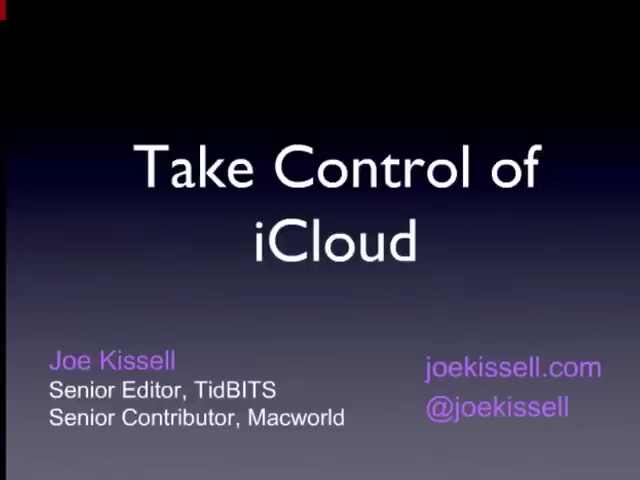 Take Control of
iCloud
Joe Kissell
Senior Editor, TidBITS
Senior Contributor, Macworld
joekissell.com
@joekissell